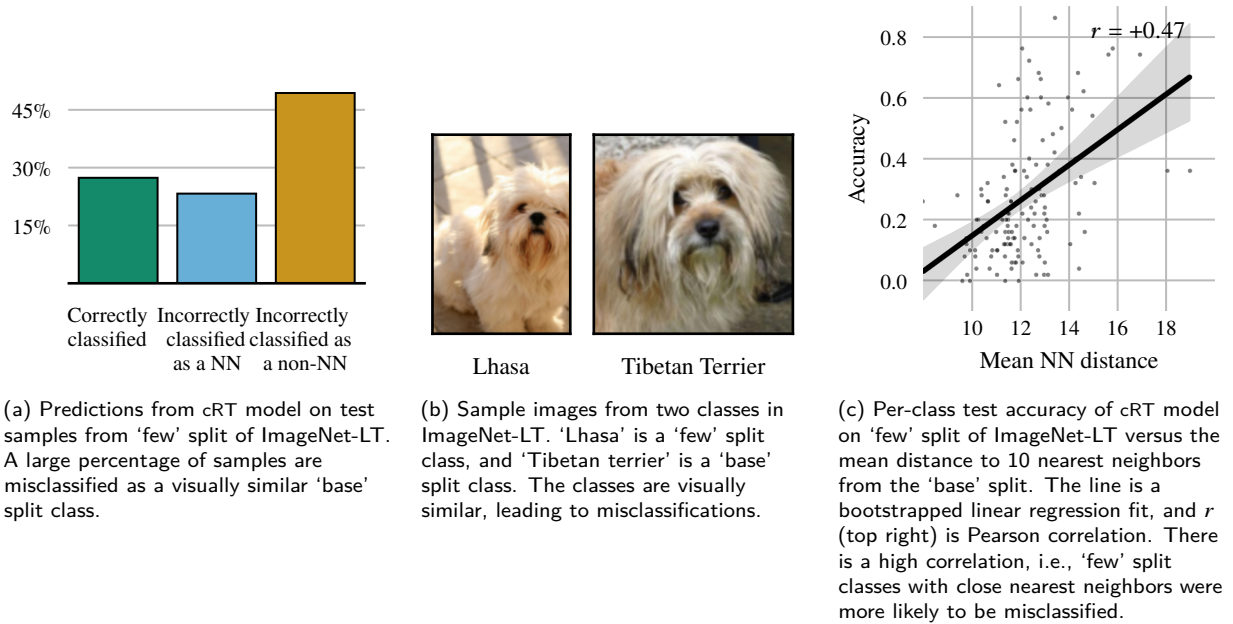 45%
30%
15%
Correctly classified
Incorrectly classified as a NN
Incorrectly classified as a non-NN
Lhasa
Tibetan Terrier
r = +0.47
Accuracy
0.8
0.6
0.4
0.2
0.0
10 12 14 16 18
Mean NN distance
(a) Predictions from cRT model on test
samples from ‘few’ split of ImageNet-LT.
A large percentage of samples are
misclassified as a visually similar ‘base’
split class.
(b) Sample images from two classes in
ImageNet-LT. ‘Lhasa’ is a ‘few’ split
class, and ‘Tibetan terrier’ is a ‘base’
split class. The classes are visually
similar, leading to misclassifications.
(c) Per-class test accuracy of cRT model
on ‘few’ split of ImageNet-LT versus the
mean distance to 10 nearest neighbors
from the ‘base’ split. The line is a
bootstrapped linear regression fit, and r
(top right) is Pearson correlation. There
is a high correlation, i.e., ‘few’ split
classes with close nearest neighbors were
more likely to be misclassified.